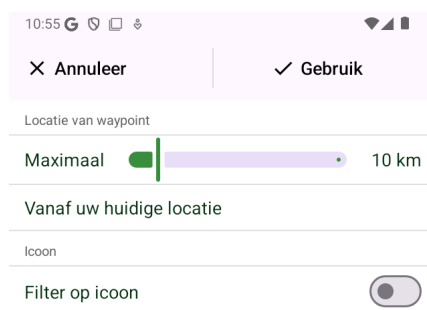 10:55
Annuleer
Gebruik
Locatie van waypoint
Maximaal 10 km
Vanaf uw huidige locatie
Icoon
Filter op icoon